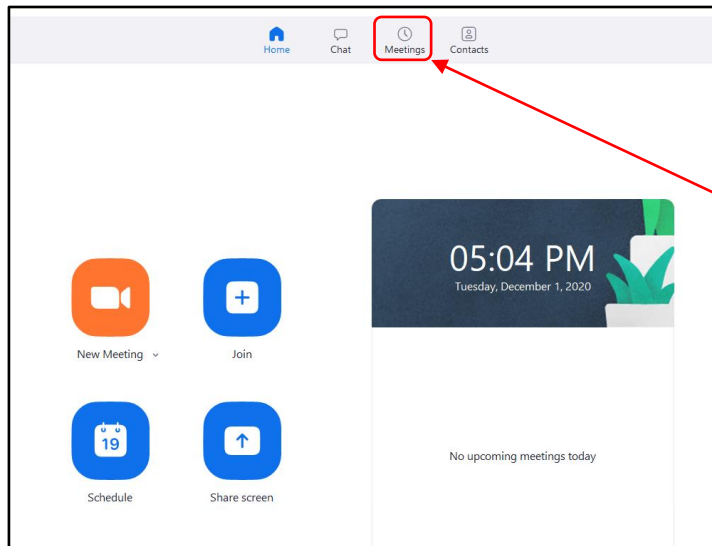 Home
Chat
Meetings
Contacts
05:04 PM
Tuesday, December 1, 2020
New Meeting
Join
19
Schedule
Share screen
No upcoming meetings today